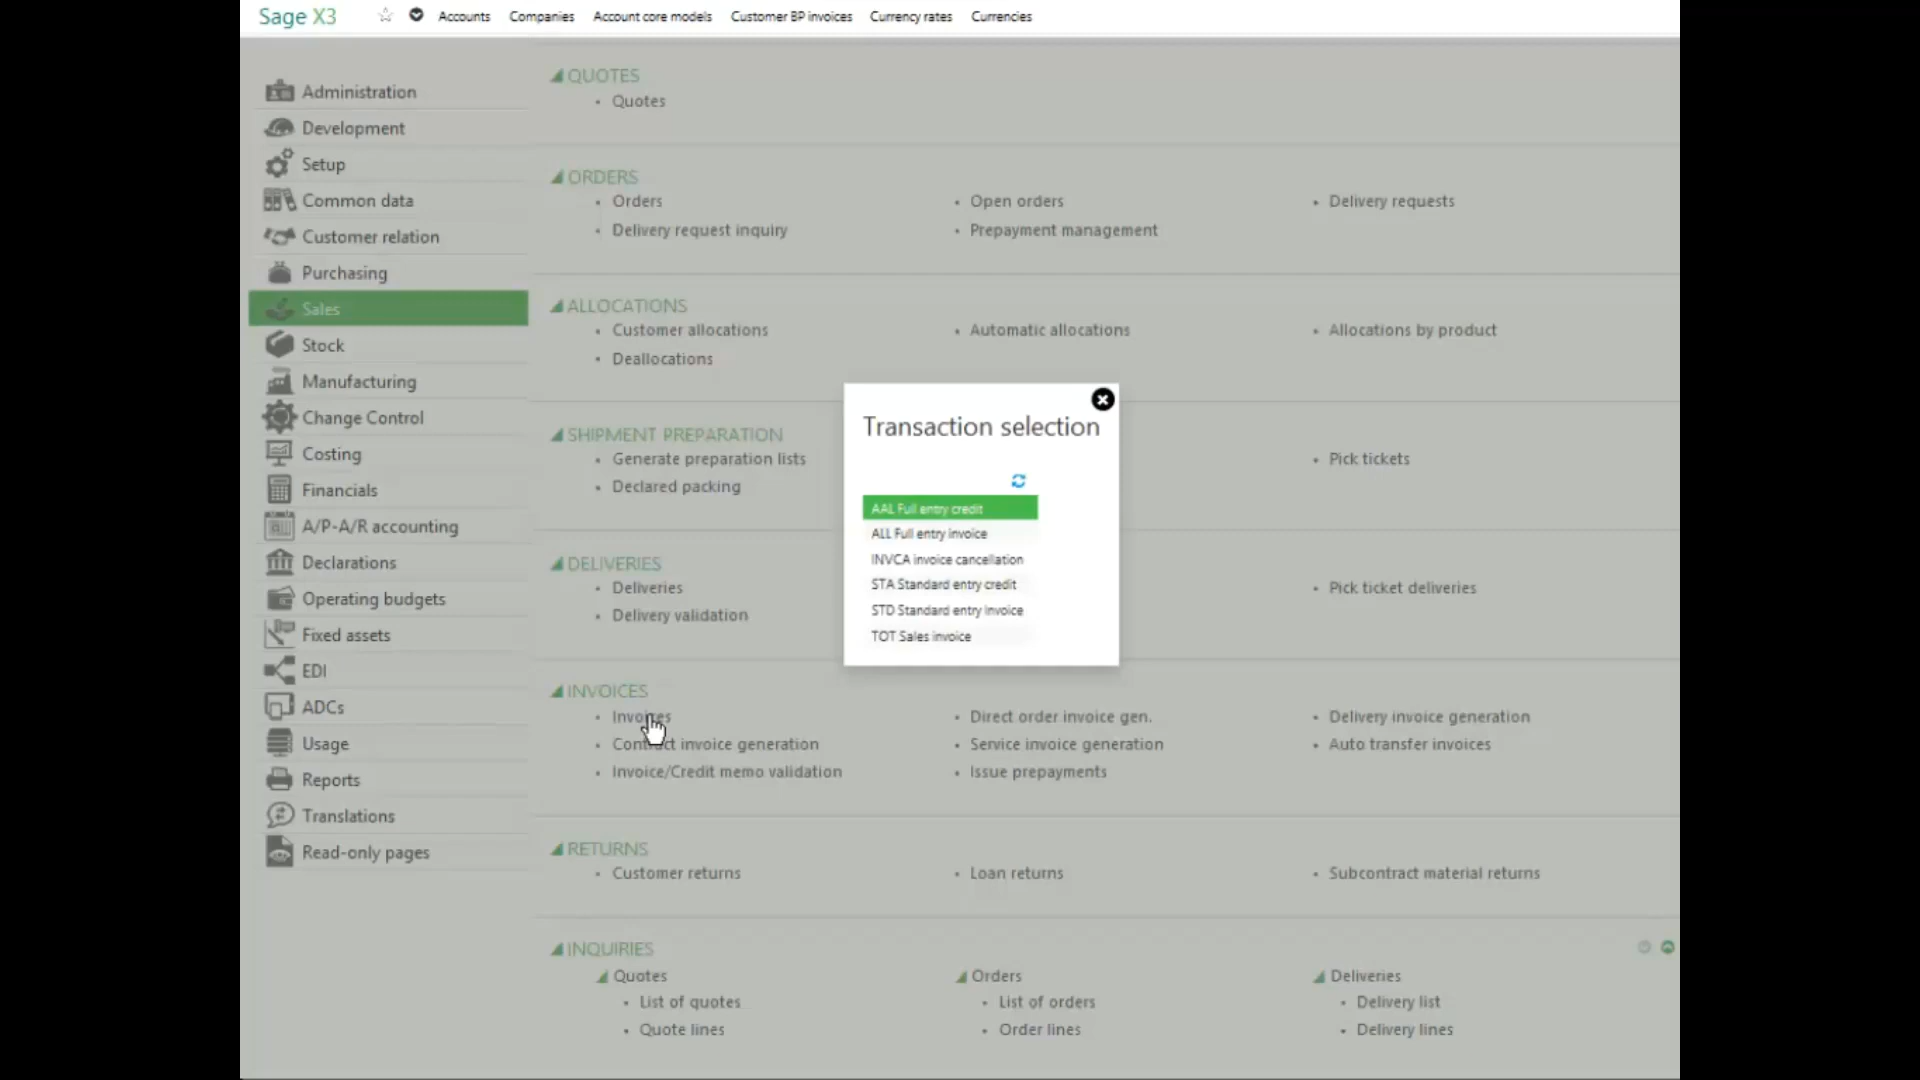 Sage X3 Accounts Companies Account core models Customer BP invoices Currency rates Currencies
Administration
Development
Setup
Common data
Customer relation
Purchasing
Sales
Stock
Manufacturing
Change Control
Costing
Financials
A/P-A/R accounting
Declarations
Operating budgets
Fixed assets
EDI
ADCs
Usage
Reports
Translations
Read-only pages
QUOTES
Quotes
ORDERS
Orders Open orders Delivery requests
Delivery request inquiry Prepayment management
ALLOCATIONS
Customer allocations Automatic allocations Allocations by product
Deallocations
SHIPMENT PREPARATION
Generate preparation lists Pick tickets
Declared packing
DELIVERIES
Deliveries Pick ticket deliveries
Delivery validation
Transaction selection
AAL Full entry credit
ALL Full entry invoice
INVCA invoice cancellation
STA Standard entry credit
STD Standard entry invoice
TOT Sales invoice
INVOICES
Invoices Direct order invoice gen. Delivery invoice generation
Contract invoice generation Service invoice generation Auto transfer invoices
Invoice/Credit memo validation Issue prepayments
RETURNS
Customer returns Loan returns Subcontract material returns
INQUIRIES
Quotes Orders Deliveries
List of quotes List of orders Delivery list
Quote lines Order lines Delivery lines